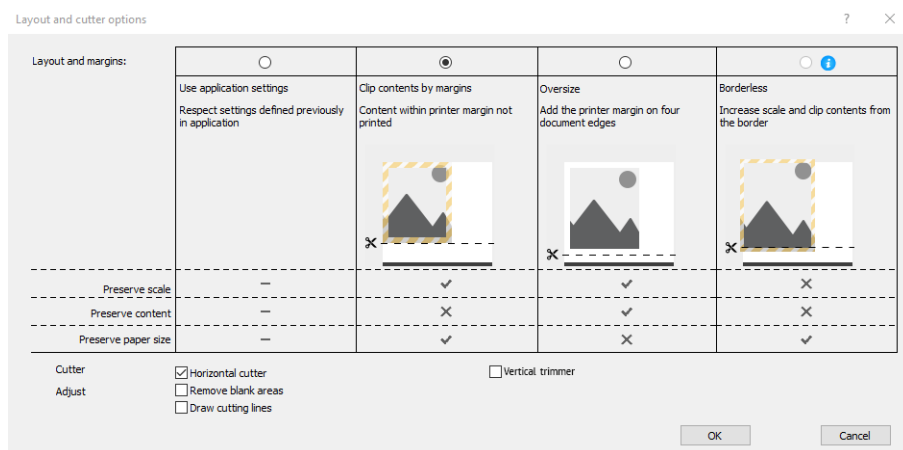 Layout and cutter options
?
Layout and margins:
i
Use application settings
Respect settings defined previously
in application
Clip contents by margins
Content within printer margin not
printed
Oversize
Add the printer margin on four
document edges
Borderless
Increase scale and clip contents from
the border
Preserve scale
Preserve content
Preserve paper size
Cutter
Horizontal cutter
Vertical trimmer
Adjust
Remove blank areas
Draw cutting lines
OK
Cancel